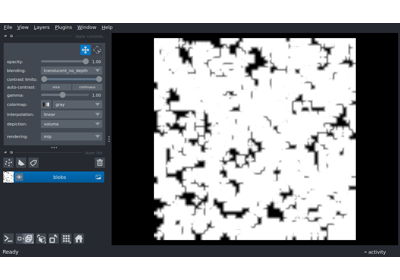 File View Layers Plugins Window Help
opacity: 1.00
blending: translucent_no_depth
contrast limits:
auto-contrast: once continuous
gamma: 1.00
colormap: gray
interpolation: linear
depiction: volume
rendering: mip
blobs
Ready activity